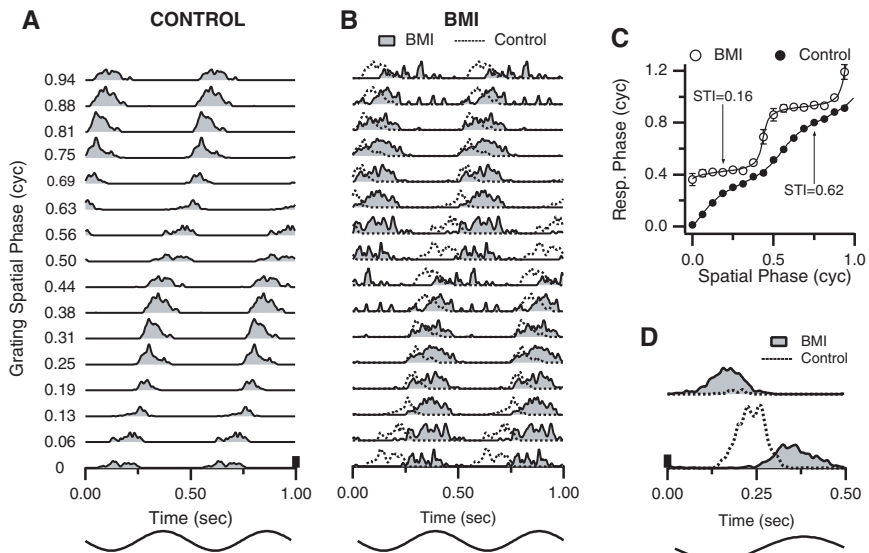 A
CONTROL
Grating Spatial Phase (cyc)
0.94
0.88
0.81
0.75
0.69
0.63
0.56
0.50
0.44
0.38
0.31
0.25
0.19
0.13
0.06
0
0.00 0.50 1.00
Time (sec)
B
BMI
BMI Control
0.00 0.50 1.00
Time (sec)
C
BMI Control
Resp. Phase (cyc)
1.2
0.8
0.4
0.0
STI=0.16
STI=0.62
0.0 0.5 1.0
Spatial Phase (cyc)
D
BMI
Control
0.00 0.25 0.50
Time (sec)